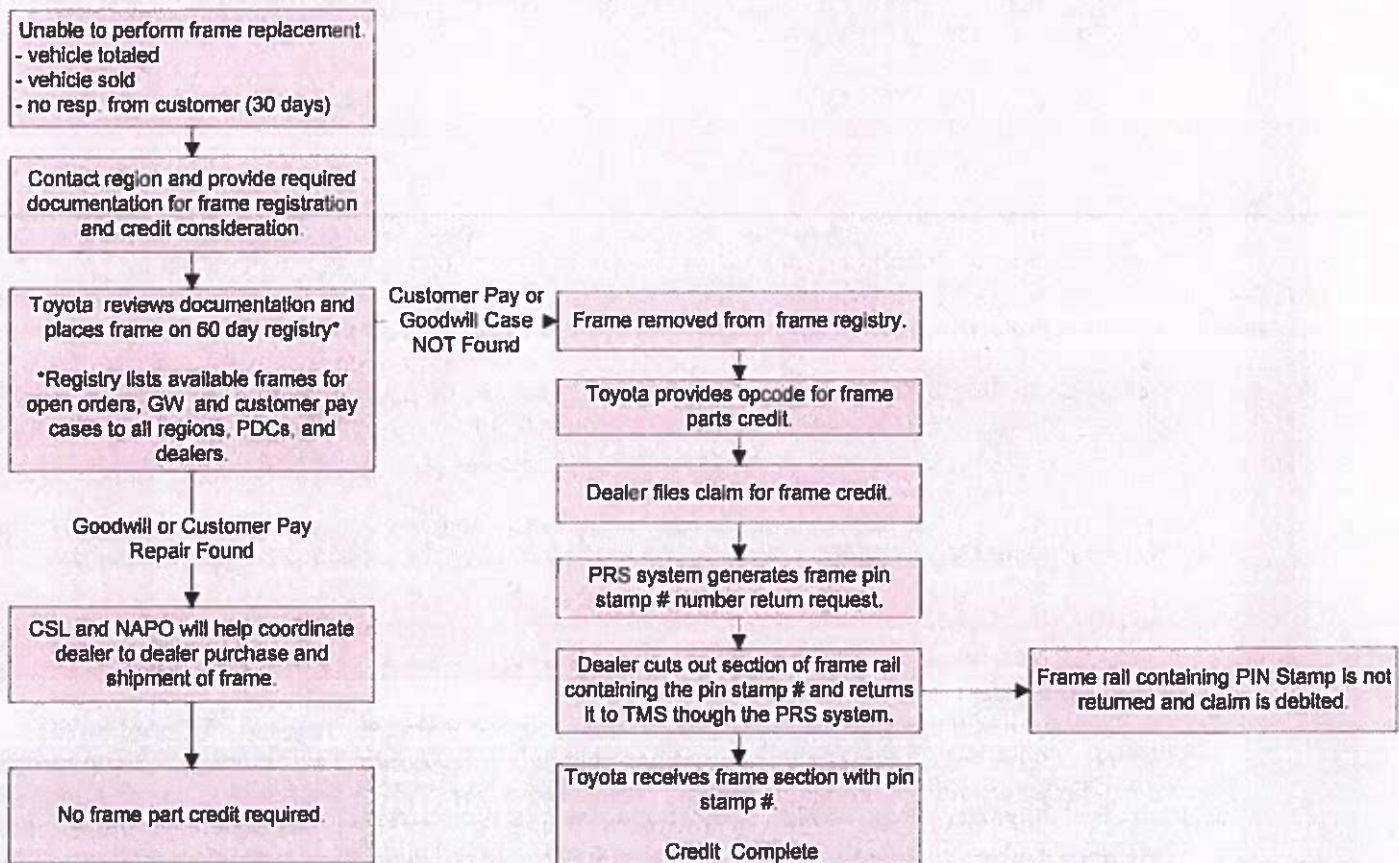 Unable to perform frame replacement.
- vehicle totaled
- vehicle sold
- no resp. from customer (30 days)
Contact region and provide required
documentation for frame registration
and credit consideration.
Toyota reviews documentation and
places frame on 60 day registry*
*Registry lists available frames for
open orders, GW and customer pay
cases to all regions, PDCs, and
dealers.
Goodwill or Customer Pay
Repair Found
CSL and NAPO will help coordinate
dealer to dealer purchase and
shipment of frame.
No frame part credit required.
Customer Pay or
Goodwill Case
NOT Found
Frame removed from frame registry.
Toyota provides opcode for frame
parts credit.
Dealer files claim for frame credit.
PRS system generates frame pin
stamp # number return request.
Dealer cuts out section of frame rail
containing the pin stamp # and returns
it to TMS though the PRS system.
Frame rail containing PIN Stamp is not
returned and claim is debited.
Toyota receives frame section with pin
stamp #.
Credit Complete